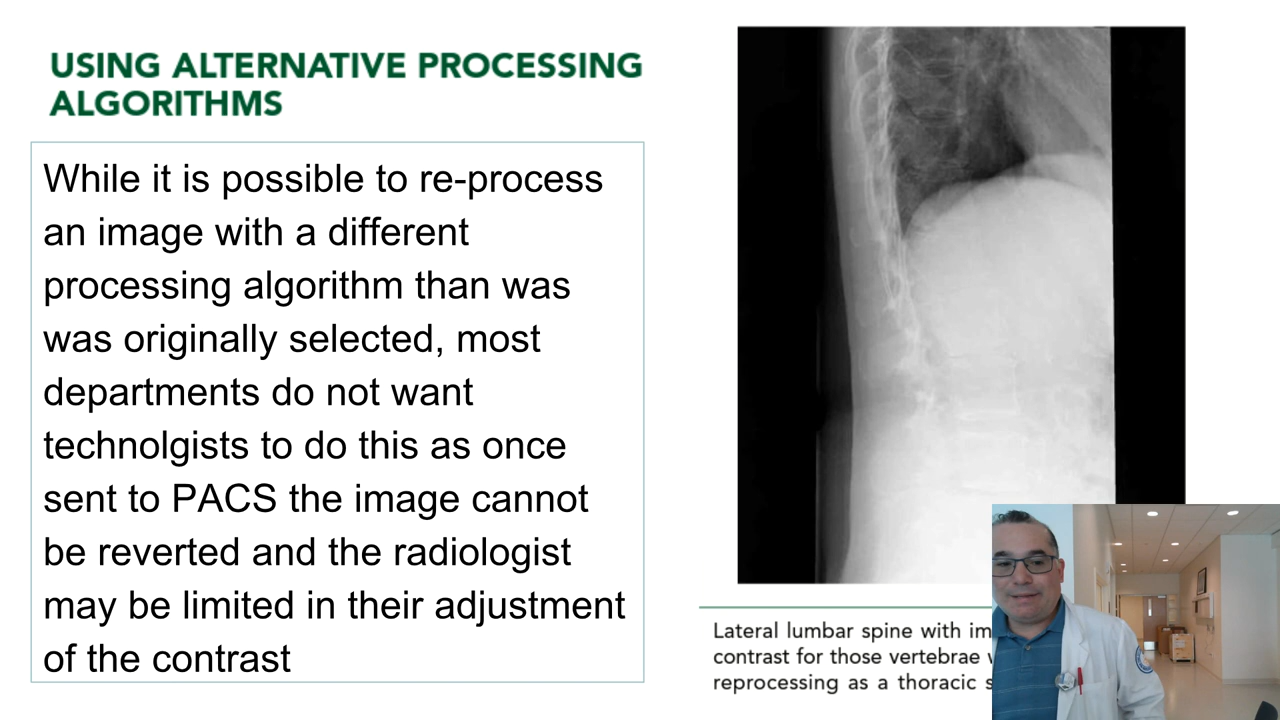 USING ALTERNATIVE PROCESSING
ALGORITHMS
While it is possible to re-process
an image with a different
processing algorithm than was
was originally selected, most
departments do not want
technolgists to do this as once
sent to PACS the image cannot
be reverted and the radiologist
may be limited in their adjustment
of the contrast
Lateral lumbar spine with im
contrast for those vertebrae
reprocessing as a thoracic s